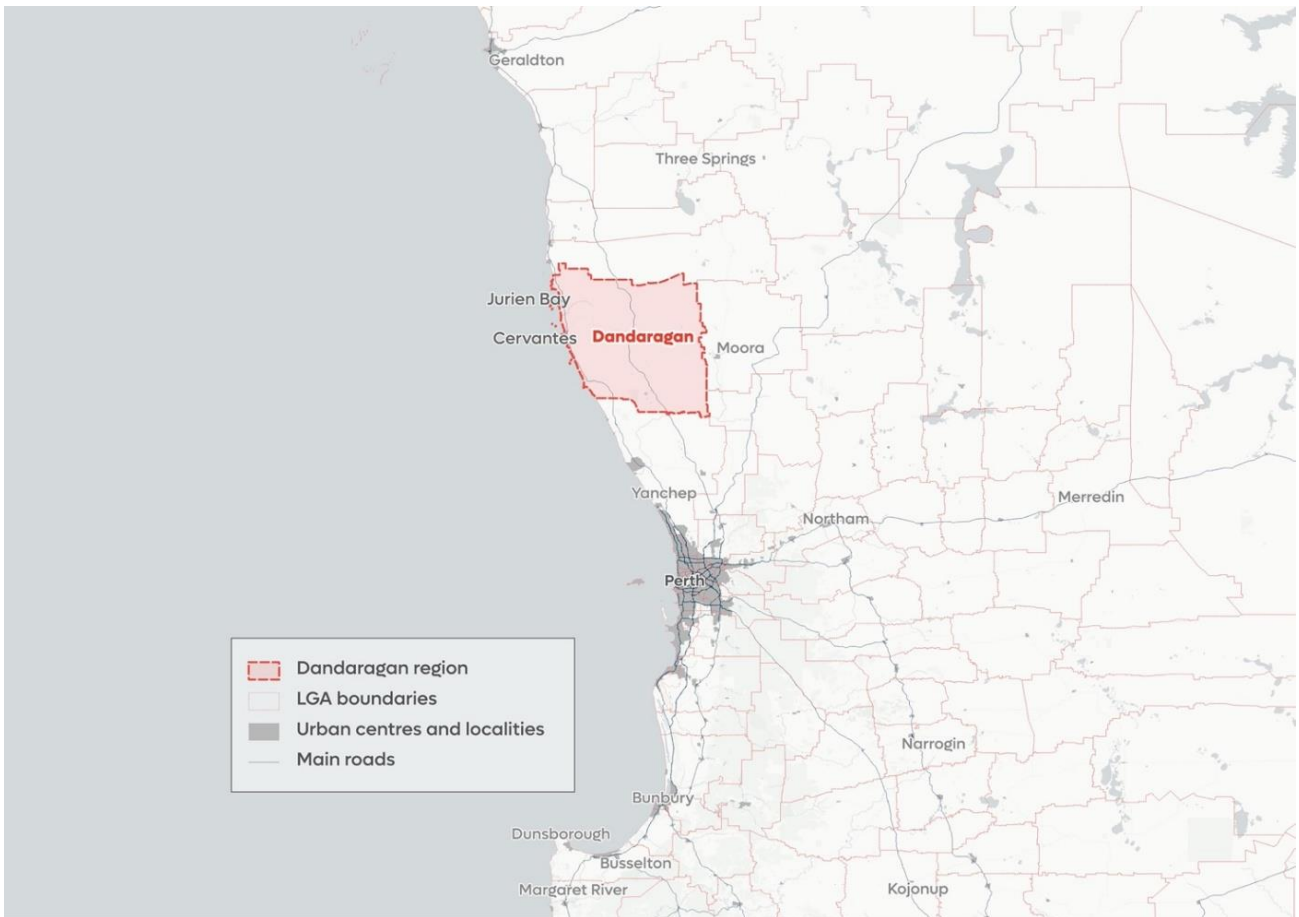 Geraldton
Three Springs
Jurien Bay
Cervantes
Dandaragan
Moora
Yanchep
Merredin
Northam
Perth
Dandaragan region
LGA boundaries
Urban centres and localities
Main roads
Narrogin
Bunbury
Dunsborough
Busselton
Margaret River
Kojonup